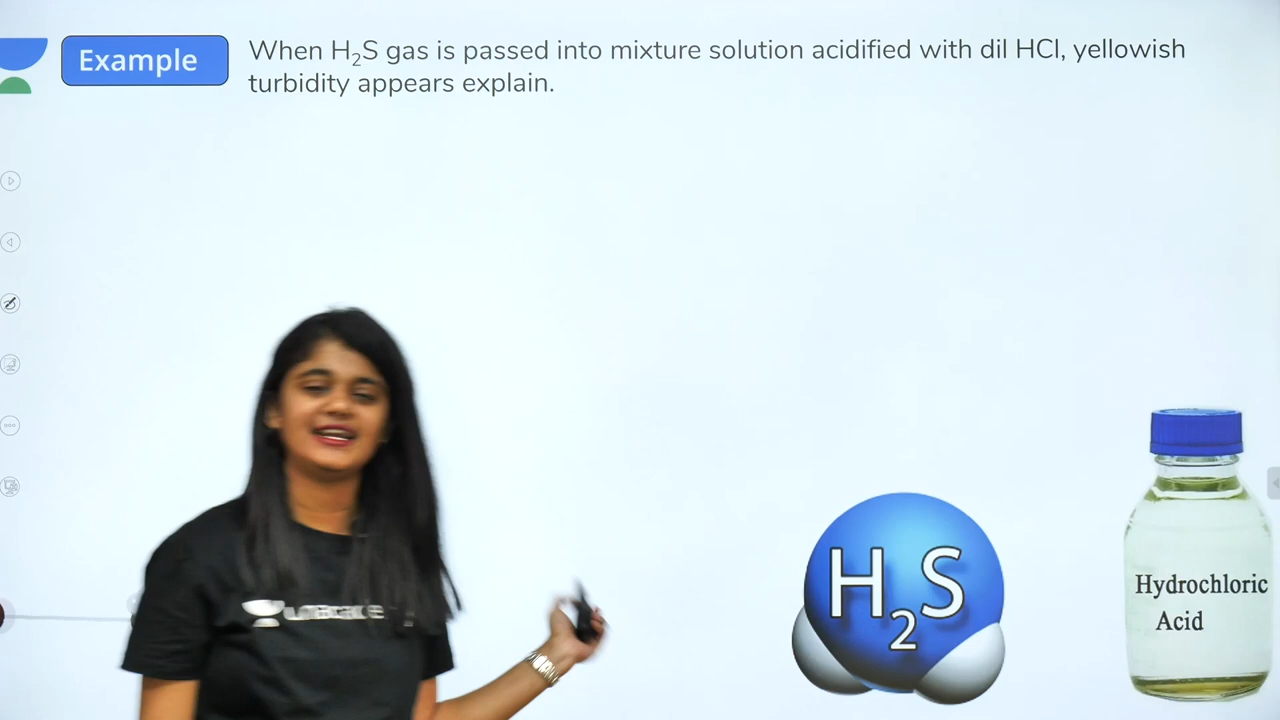 Example
When H₂S gas is passed into mixture solution acidified with dil HCl, yellowish
turbidity appears explain.
H₂S
Hydrochloric
Acid